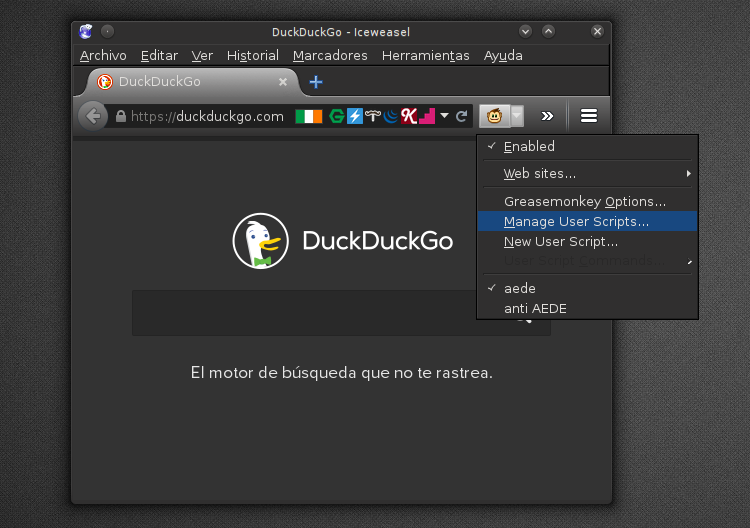 DuckDuckGo - Iceweasel
Archivo Editar Ver Historial Marcadores Herramientas Ayuda
DuckDuckGo
https://duckduckgo.com
Enabled
Web sites...
Greasemonkey Options...
Manage User Scripts...
New User Script...
User Script Commands...
aede
anti AEDE
DuckDuckGo
El motor de búsqueda que no te rastrea.